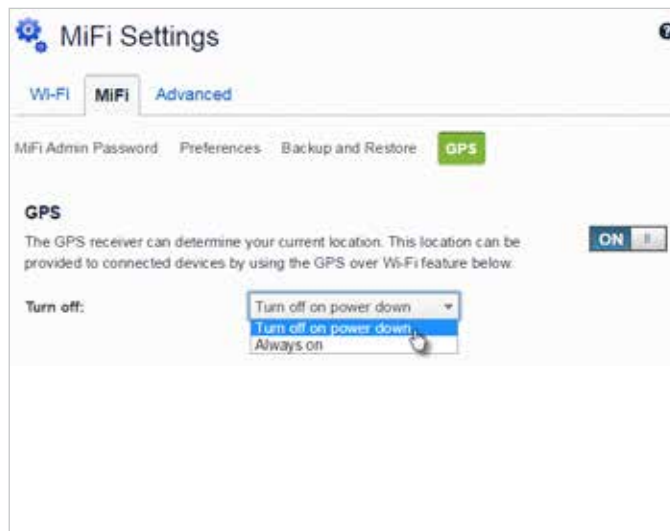 MiFi Settings
Wi-Fi MiFi Advanced
MiFi Admin Password Preferences Backup and Restore GPS
GPS
The GPS receiver can determine your current location. This location can be
provided to connected devices by using the GPS over Wi-Fi feature below.
ON
Turn off: Turn off on power down
Turn off on power down
Always on